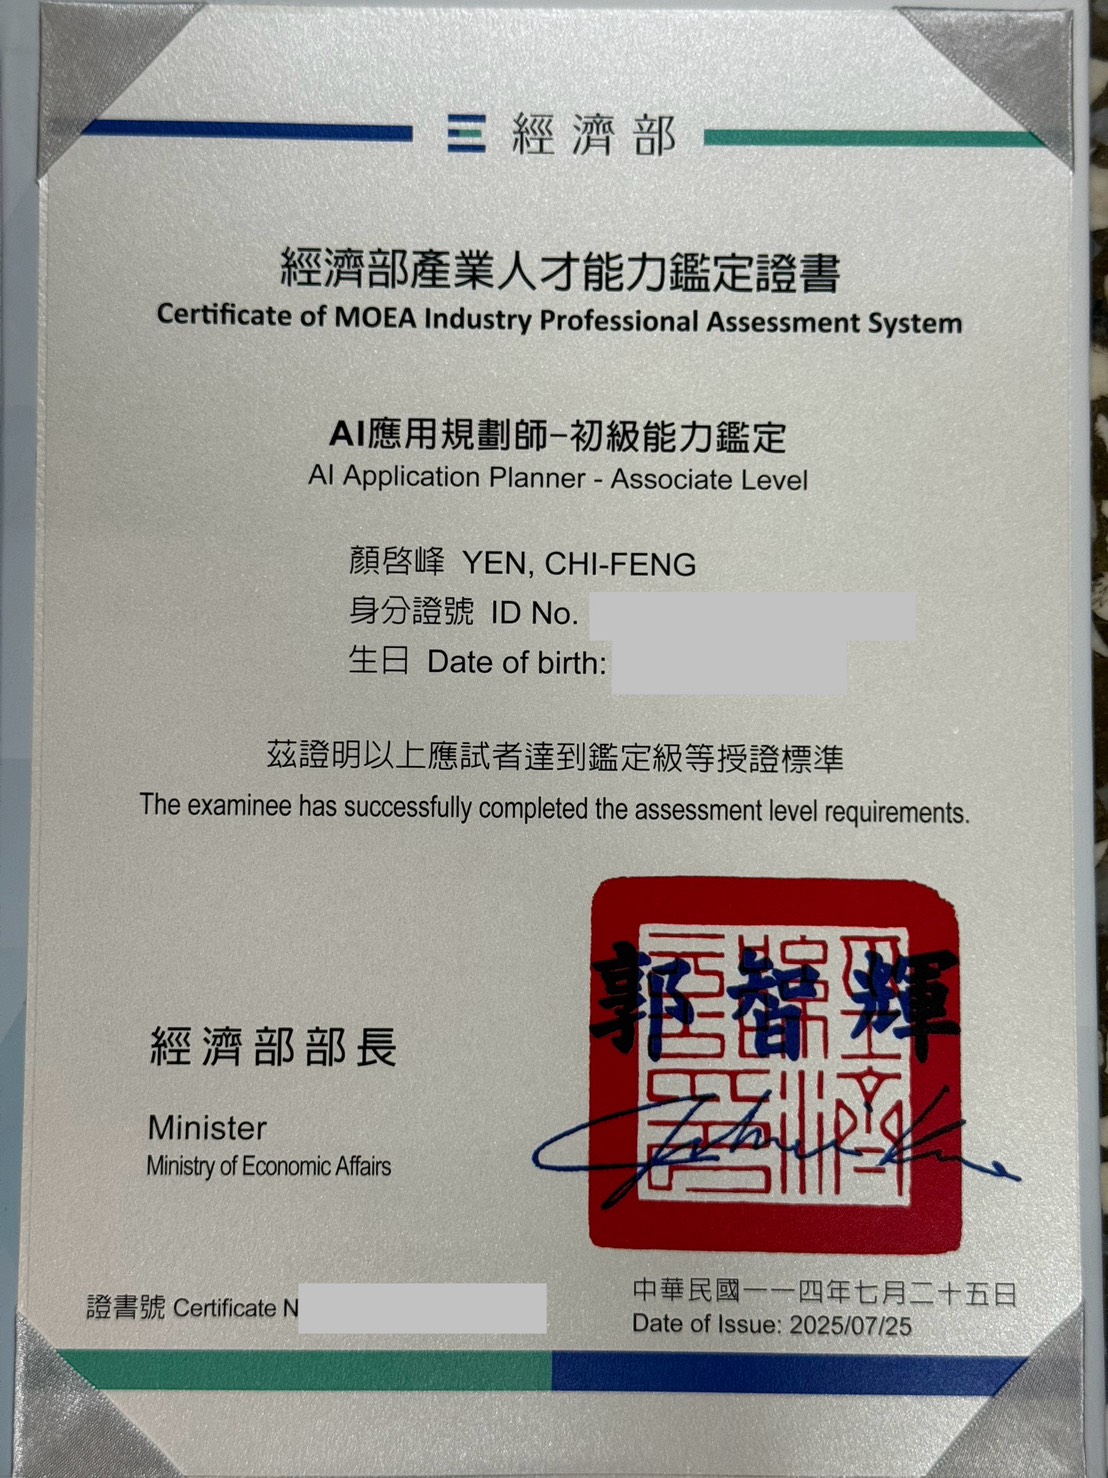 經濟部
經濟部產業人才能力鑑定證書
Certificate of MOEA Industry Professional Assessment System
AI應用規劃師-初級能力鑑定
AI Application Planner - Associate Level
顏啓峰 YEN, CHI-FENG
身分證號 ID No.
生日 Date of birth:
茲證明以上應試者達到鑑定級等授證標準
The examinee has successfully completed the assessment level requirements.
郭智輝
經濟部部長
Minister
Ministry of Economic Affairs
證書號 Certificate N
中華民國一一四年七月二十五日
Date of Issue: 2025/07/25